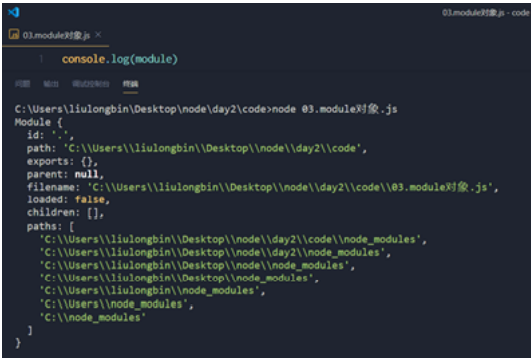 03.module对象.js - code
03.module对象.js ×
1 console.log(module)
问题 输出 调试控制台 终端
C:\Users\liulongbin\Desktop\node\day2\code>node 03.module对象.js
Module {
id: '.',
path: 'C:\\Users\\liulongbin\\Desktop\\node\\day2\\code',
exports: {},
parent: null,
filename: 'C:\\Users\\liulongbin\\Desktop\\node\\day2\\code\\03.module对象.js',
loaded: false,
children: [],
paths: [
'C:\\Users\\liulongbin\\Desktop\\node\\day2\\code\\node_modules',
'C:\\Users\\liulongbin\\Desktop\\node\\day2\\node_modules',
'C:\\Users\\liulongbin\\Desktop\\node\\node_modules',
'C:\\Users\\liulongbin\\Desktop\\node_modules',
'C:\\Users\\liulongbin\\node_modules',
'C:\\Users\\node_modules',
'C:\\node_modules'
]
}